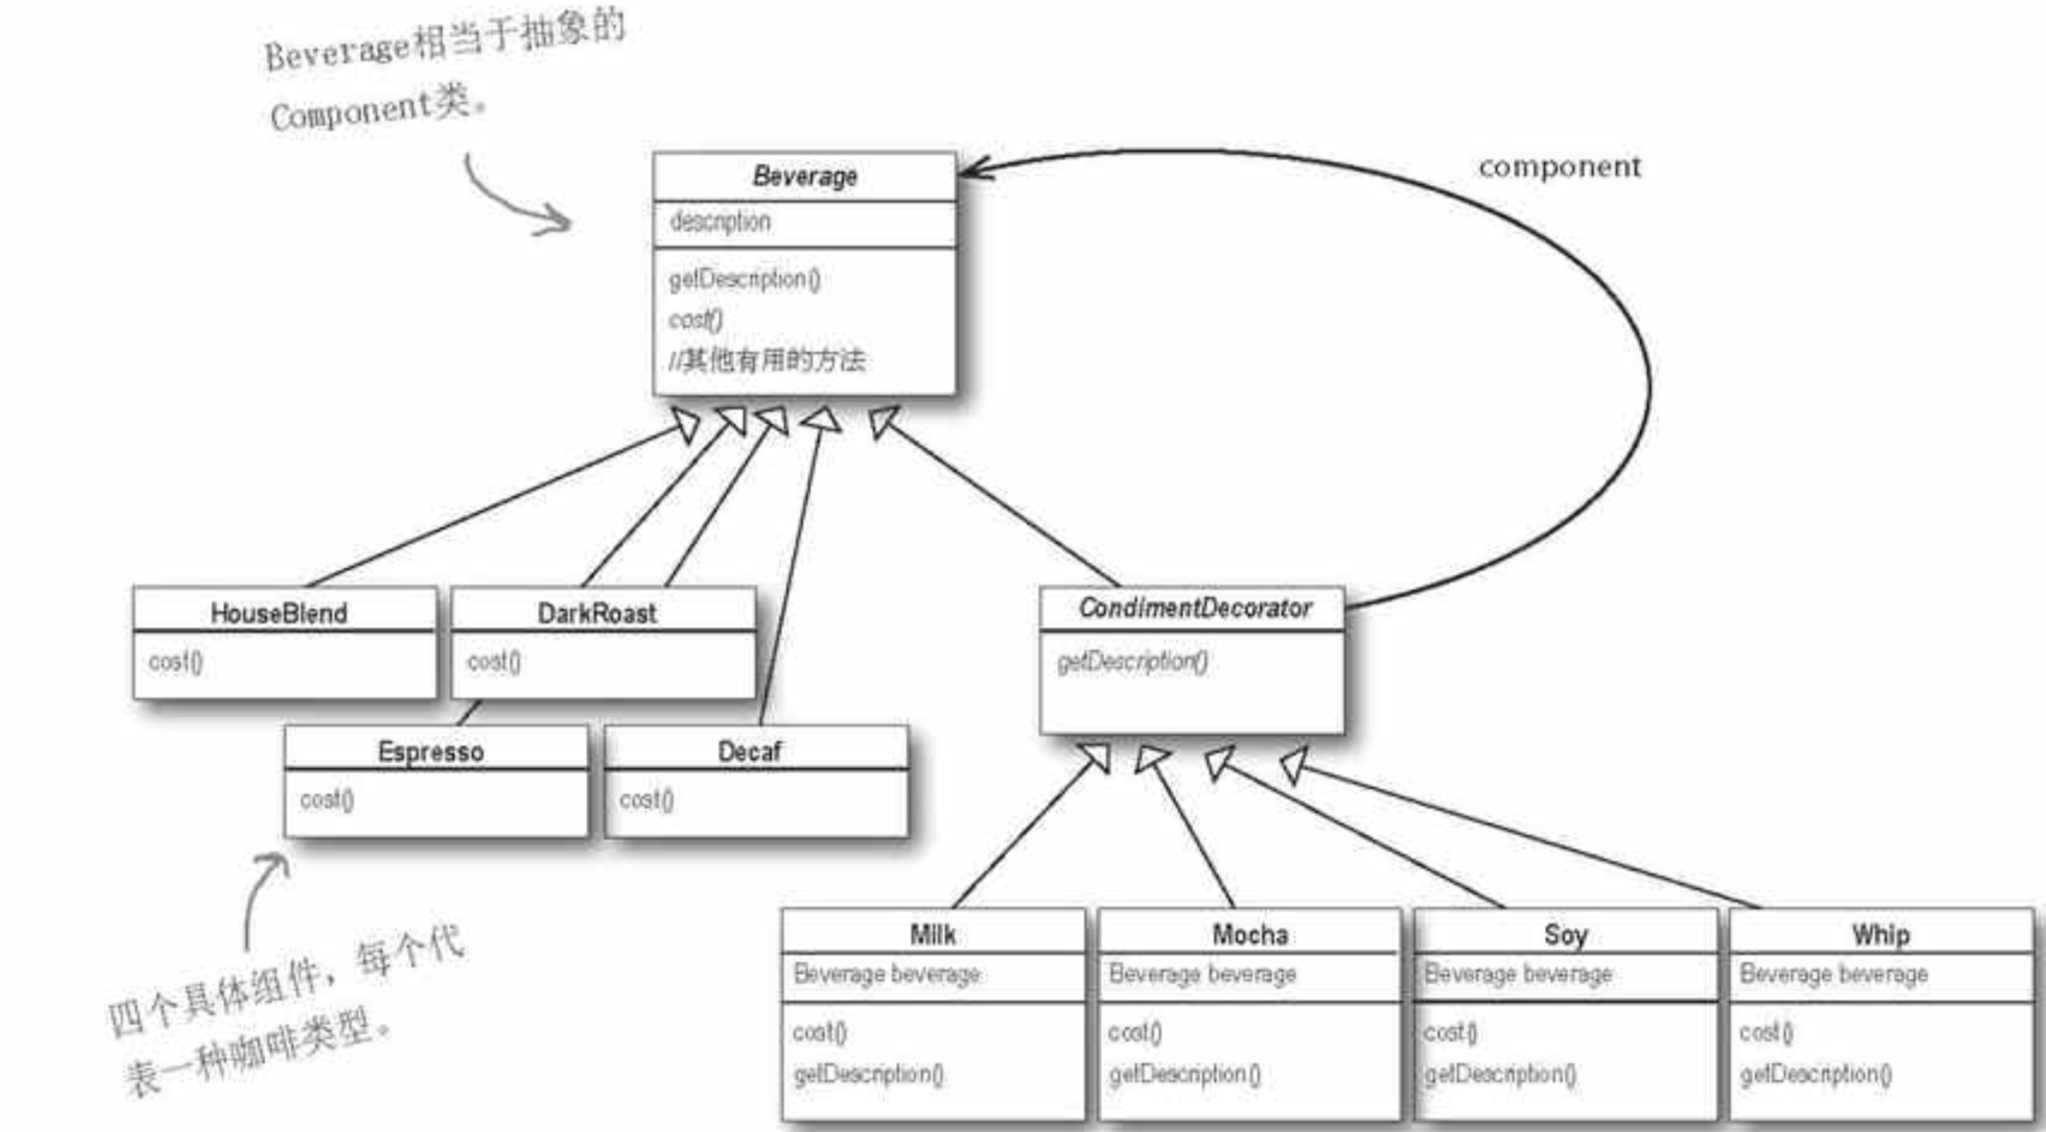 Beverage相当于抽象的
Component类。
component
Beverage
description
getDescription()
cost()
//其他有用的方法
HouseBlend
cost()
DarkRoast
cost()
CondimentDecorator
getDescription()
Espresso
cost()
Decaf
cost()
四个具体组件，每个代
表一种咖啡类型。
Milk
Beverage beverage
cost()
getDescription()
Mocha
Beverage beverage
cost()
getDescription()
Soy
Beverage beverage
cost()
getDescription()
Whip
Beverage beverage
cost()
getDescription()